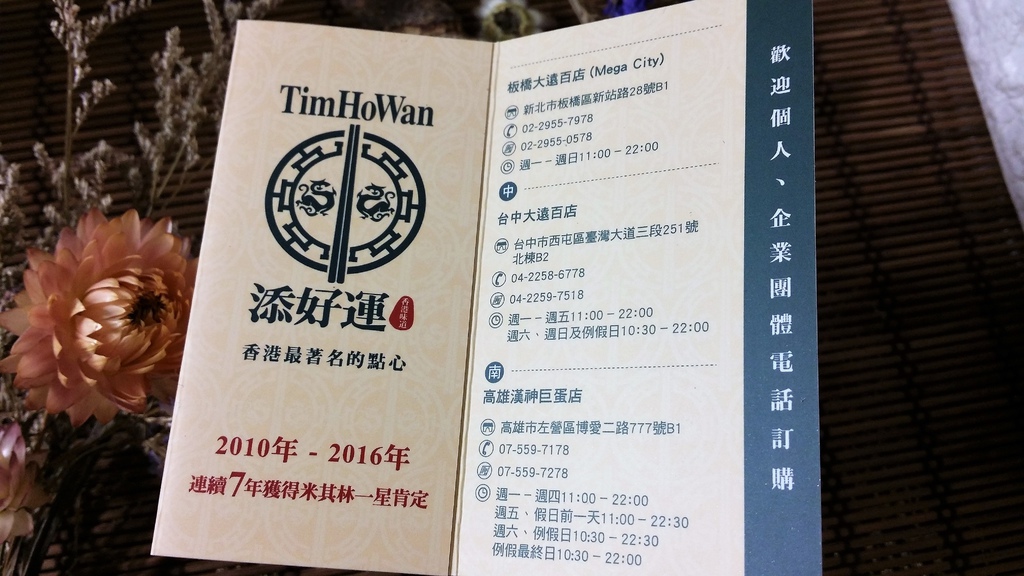 TimHoWan
添好運
香港味道
香港最著名的點心
2010年 - 2016年
連續7年獲得米其林一星肯定
板橋大遠百店 (Mega City)
新北市板橋區新站路28號B1
02-2955-7978
02-2955-0578
週一 – 週日11:00 – 22:00
中
台中大遠百店
台中市西屯區臺灣大道三段251號
北棟B2
04-2258-6778
04-2259-7518
週一 – 週五11:00 – 22:00
週六、週日及例假日10:30 – 22:00
南
高雄漢神巨蛋店
高雄市左營區博愛二路777號B1
07-559-7178
07-559-7278
週一 – 週四11:00 – 22:00
週五、假日前一天11:00 – 22:30
週六、例假日10:30 – 22:30
例假最終日10:30 – 22:00
歡迎個人、企業團體電話訂購